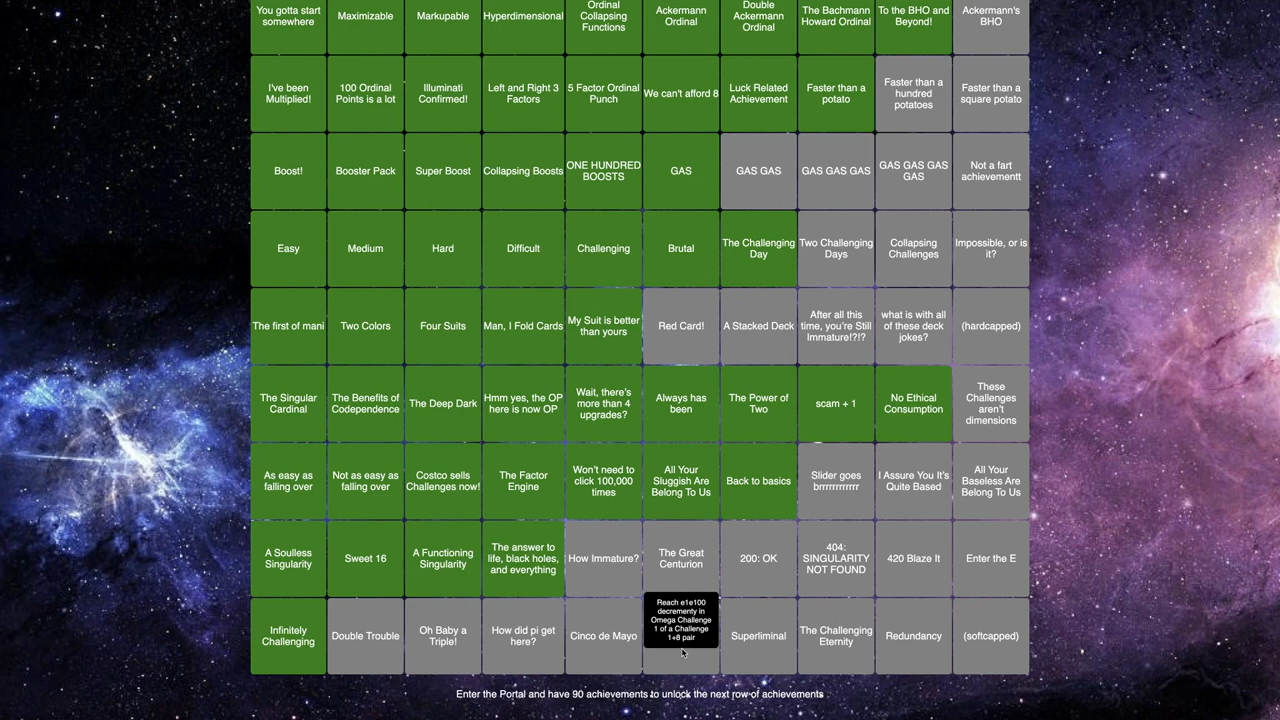 You gotta start
somewhere
Maximizable
Markupable
Hyperdimensional
Ordinal
Collapsing
Functions
Ackermann
Ordinal
Double
Ackermann
Ordinal
The Bachmann
Howard Ordinal
To the BHO and
Beyond!
Ackermann's
BHO
I've been
Multiplied!
100 Ordinal
Points is a lot
Illuminati
Confirmed!
Left and Right 3
Factors
5 Factor Ordinal
Punch
We can't afford 8
Luck Related
Achievement
Faster than a
potato
Faster than a
hundred
potatoes
Faster than a
square potato
Boost!
Booster Pack
Super Boost
Collapsing Boosts
ONE HUNDRED
BOOSTS
GAS
GAS GAS
GAS GAS GAS
GAS GAS GAS
GAS
Not a fart
achievementt
Easy
Medium
Hard
Difficult
Challenging
Brutal
The Challenging
Day
Two Challenging
Days
Collapsing
Challenges
Impossible, or is
it?
The first of mani
Two Colors
Four Suits
Man, I Fold Cards
My Suit is better
than yours
Red Card!
A Stacked Deck
After all this
time, you're Still
Immature!?!?
what is with all
of these deck
jokes?
(hardcapped)
The Singular
Cardinal
The Benefits of
Codependence
The Deep Dark
Hmm yes, the OP
here is now OP
Wait, there's
more than 4
upgrades?
Always has
been
The Power of
Two
scam + 1
No Ethical
Consumption
These
Challenges
aren't
dimensions
As easy as
falling over
Not as easy as
falling over
Costco sells
Challenges now!
The Factor
Engine
Won't need to
click 100,000
times
All Your
Sluggish Are
Belong To Us
Back to basics
Slider goes
brrrrrrrrrrrr
I Assure You It's
Quite Based
All Your
Baseless Are
Belong To Us
A Soulless
Singularity
Sweet 16
A Functioning
Singularity
The answer to
life, black holes,
and everything
How Immature?
The Great
Centurion
200: OK
404:
SINGULARITY
NOT FOUND
420 Blaze It
Enter the E
Infinitely
Challenging
Double Trouble
Oh Baby a
Triple!
How did pi get
here?
Cinco de Mayo
Reach e1e100
decrementy in
Omega Challenge
1 of a Challenge
1+8 pair
Superliminal
The Challenging
Eternity
Redundancy
(softcapped)
Enter the Portal and have 90 achievements to unlock the next row of achievements